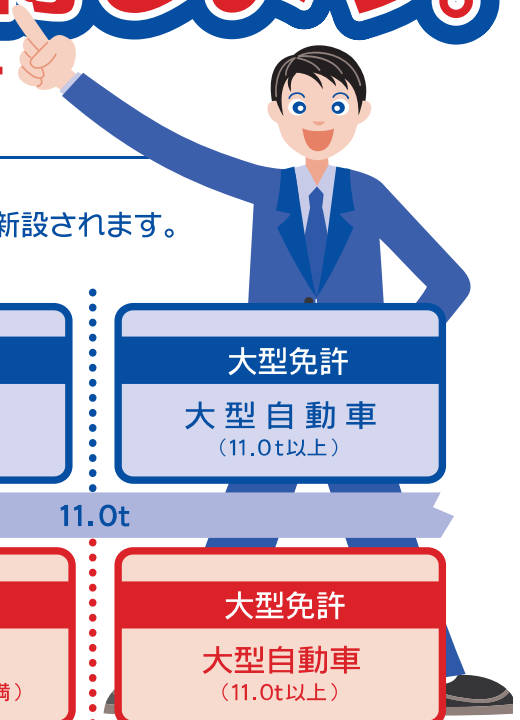 新設されます。
大型免許
大型自動車
（11.0t以上）
11.0t
大型免許
大型自動車
満）
（11.0t以上）